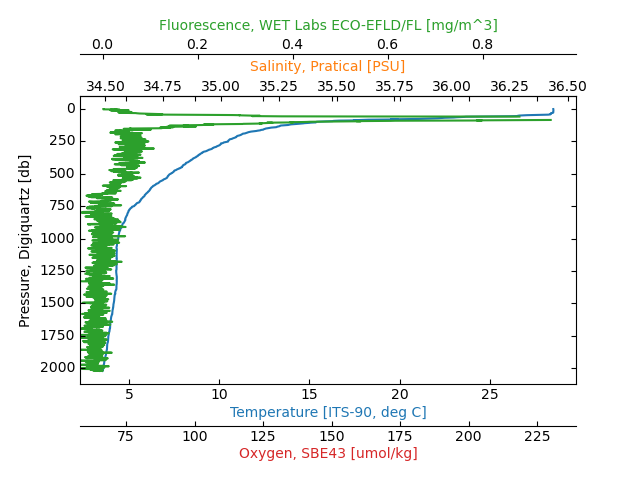 Fluorescence, WET Labs ECO-EFLD/FL [mg/m^3]
0.0 0.2 0.4 0.6 0.8
Salinity, Pratical [PSU]
34.50 34.75 35.00 35.25 35.50 35.75 36.00 36.25 36.50
Pressure, Digiquartz [db]
0
250
500
750
1000
1250
1500
1750
2000
5 10 15 20 25
Temperature [ITS-90, deg C]
75 100 125 150 175 200 225
Oxygen, SBE43 [umol/kg]